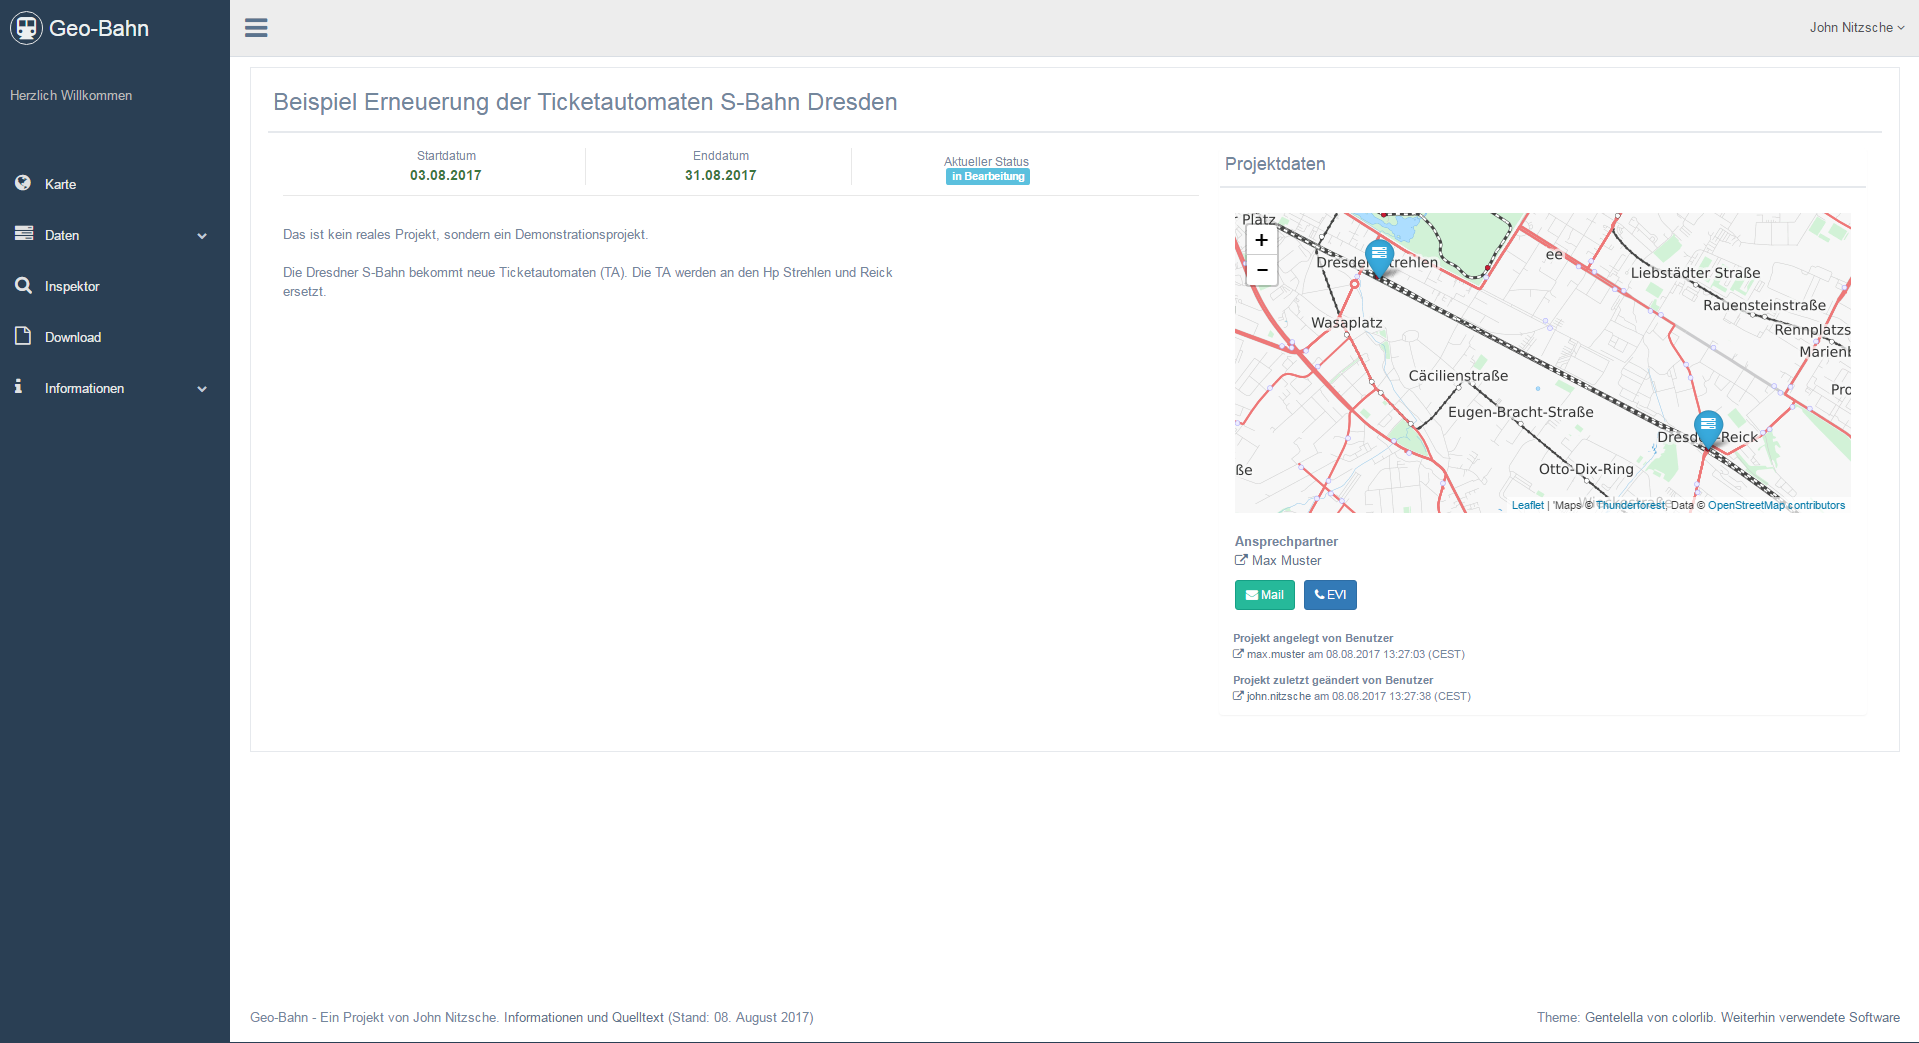 Geo-Bahn
John Nitzsche
Herzlich Willkommen
Karte
Daten
Inspektor
Download
Informationen
Beispiel Erneuerung der Ticketautomaten S-Bahn Dresden
Startdatum
03.08.2017
Enddatum
31.08.2017
Aktueller Status
in Bearbeitung
Das ist kein reales Projekt, sondern ein Demonstrationsprojekt.
Die Dresdner S-Bahn bekommt neue Ticketautomaten (TA). Die TA werden an den Hp Strehlen und Reick
ersetzt.
Projektdaten
r Platz
+
−
ee
Liebstädter Straße
Rauensteinstraße
Wasaplatz
Rennplatzs
Marienb
Cäcilienstraße
Pro
Eugen-Bracht-Straße
Otto-Dix-Ring
ße
Leaflet | 'Maps © Thunderforest, Data © OpenStreetMap contributors
Ansprechpartner
Max Muster
Mail
EVI
Projekt angelegt von Benutzer
max.muster am 08.08.2017 13:27:03 (CEST)
Projekt zuletzt geändert von Benutzer
john.nitzsche am 08.08.2017 13:27:38 (CEST)
Geo-Bahn - Ein Projekt von John Nitzsche. Informationen und Quelltext (Stand: 08. August 2017)
Theme: Gentelella von colorlib. Weiterhin verwendete Software